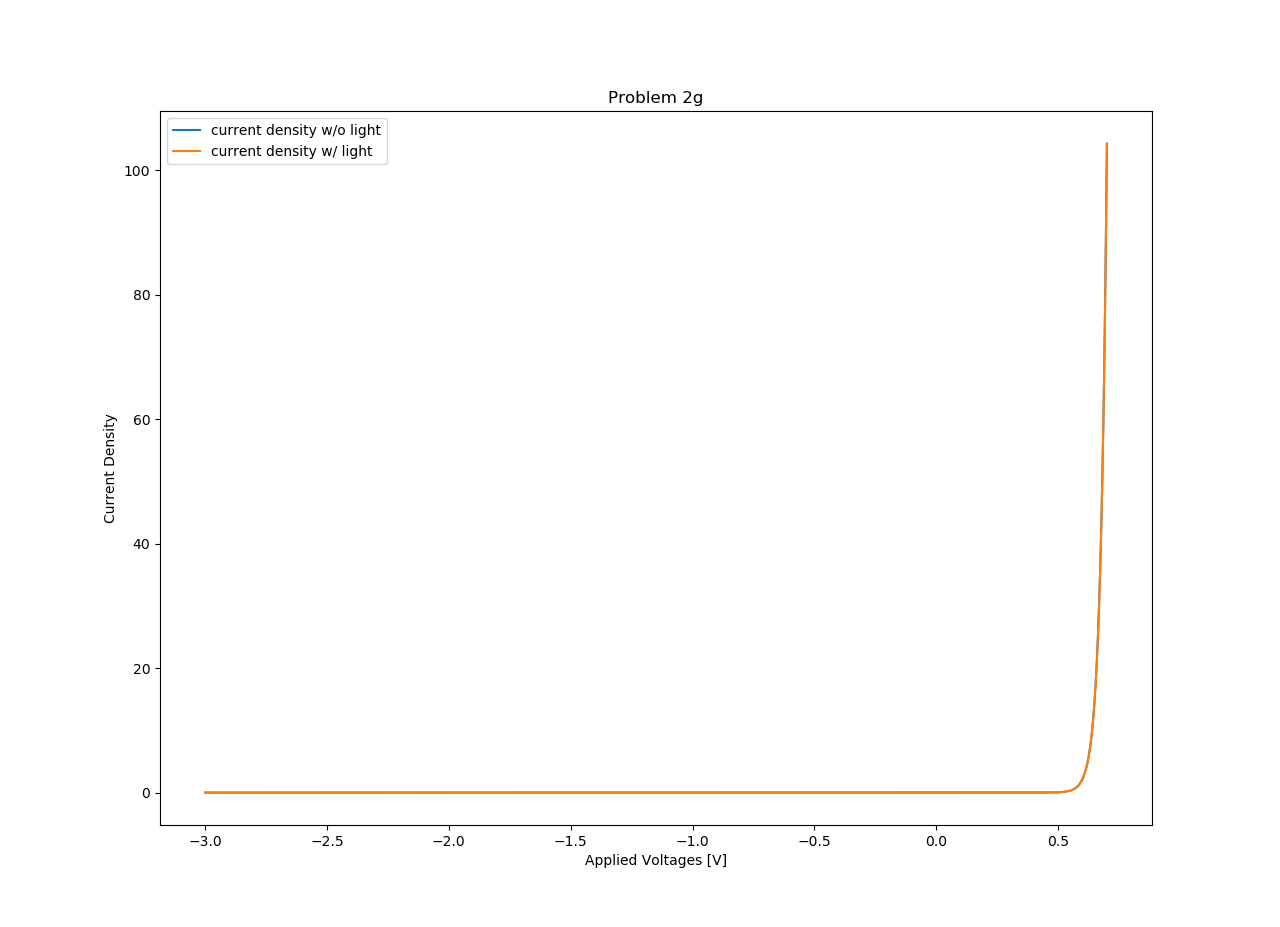 Problem 2g
current density w/o light
current density w/ light
100
80
60
40
20
0
Current Density
−3.0 −2.5 −2.0 −1.5 −1.0 −0.5 0.0 0.5
Applied Voltages [V]